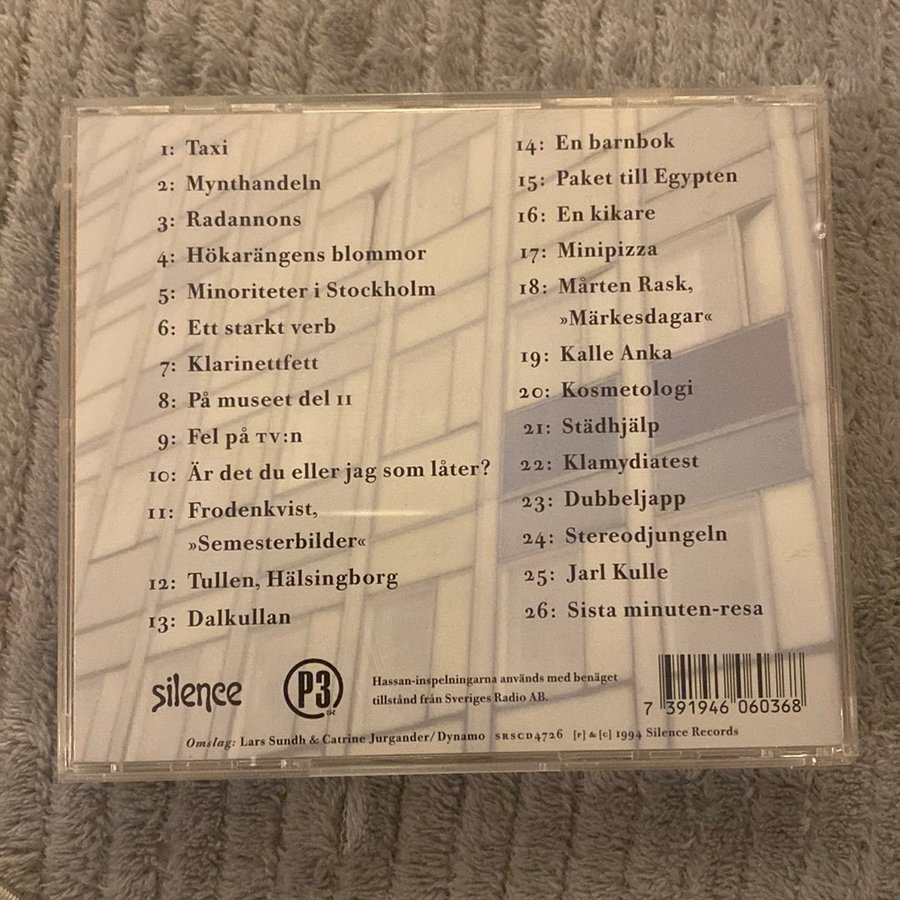 1: Taxi
2: Mynthandeln
3: Radannons
4: Hökarängens blommor
5: Minoriteter i Stockholm
6: Ett starkt verb
7: Klarinettfett
8: På museet del 11
9: Fel på TV:n
10: Är det du eller jag som låter?
11: Frodenkvist,
»Semesterbilder«
12: Tullen, Hälsingborg
13: Dalkullan
14: En barnbok
15: Paket till Egypten
16: En kikare
17: Minipizza
18: Mårten Rask,
»Märkesdagar«
19: Kalle Anka
20: Kosmetologi
21: Städhjälp
22: Klamydiatest
23: Dubbeljapp
24: Stereodjungeln
25: Jarl Kulle
26: Sista minuten-resa
silence
P3
Hassan-inspelningarna används med benäget
tillstånd från Sveriges Radio AB.
7 391946 060368
Omslag: Lars Sundh & Catrine Jurgander/Dynamo SRSCD4726 [P] & [C] 1994 Silence Records